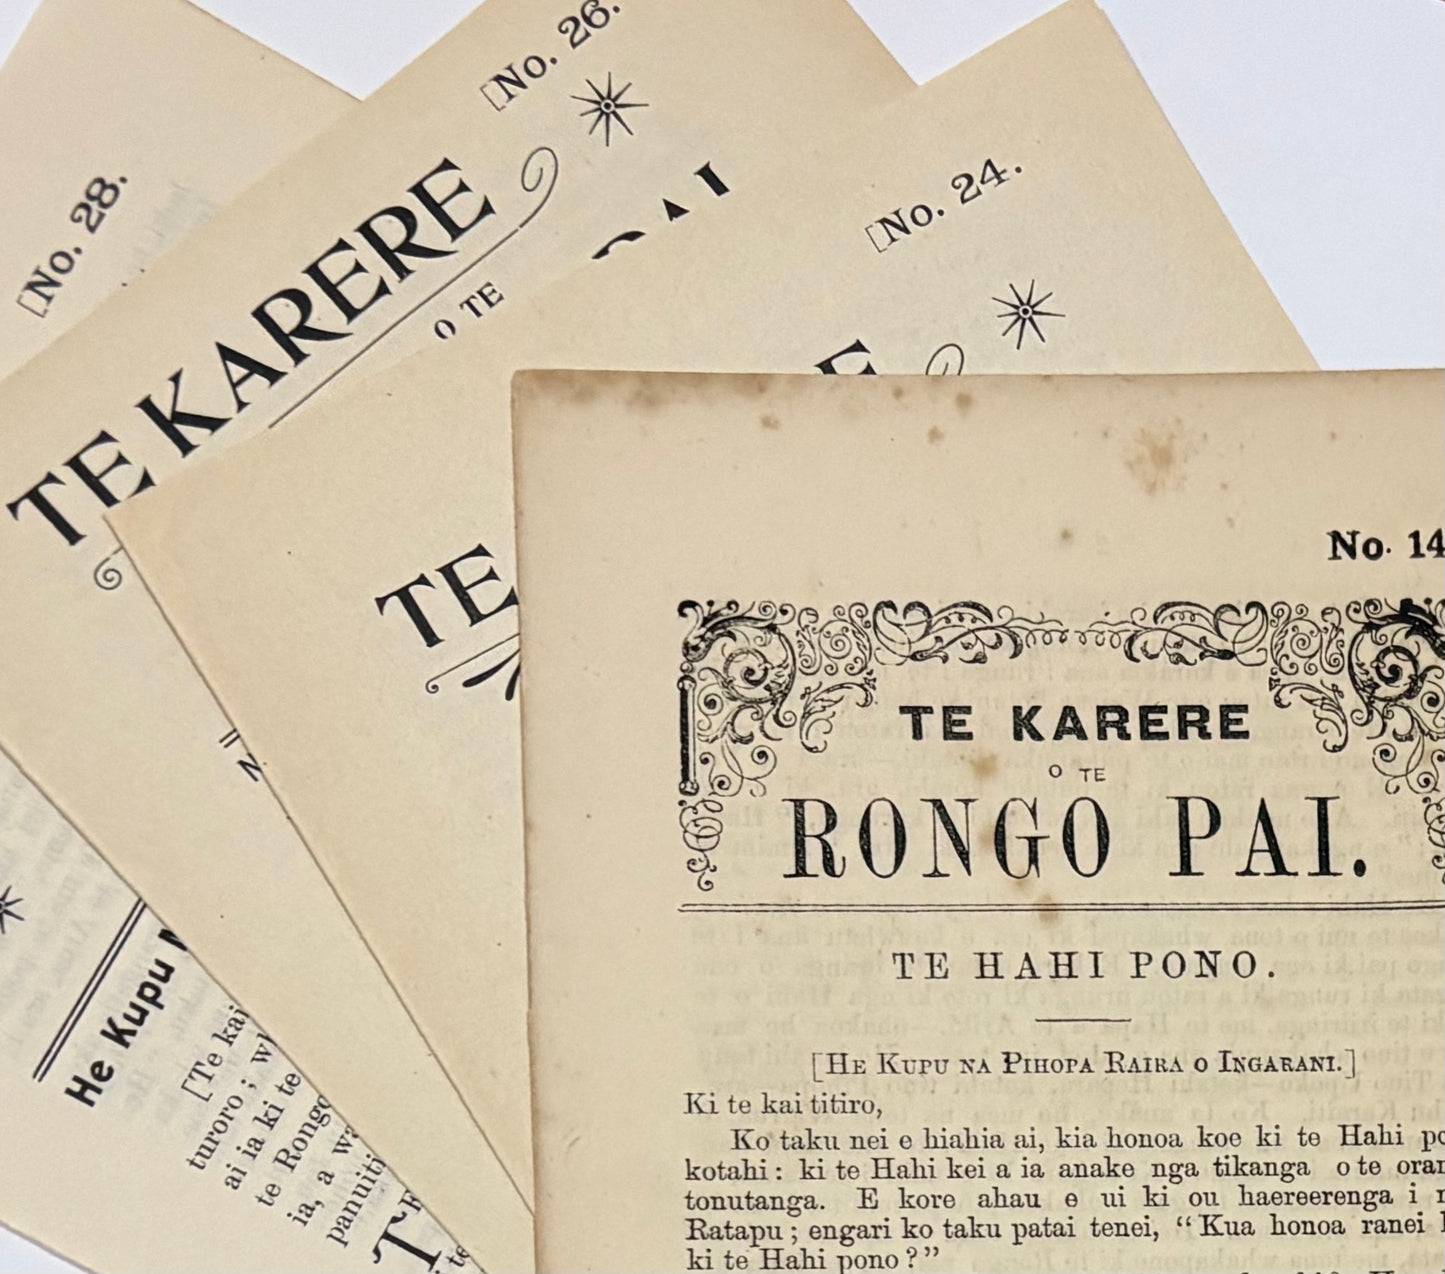 [No. 28.
[No. 26.
TE KARERE
O TE
[No. 24.
TE
He Kupu
[Te kai
turoro ;
ai ia ki te
te Rongo
ia, a
panuiti
No. 14
TE KARERE
O TE
RONGO PAI.
TE HAHI PONO.
[He Kupu na Pihopa Raira o Ingarani.]
Ki te kai titiro,
Ko taku nei e hiahia ai, kia honoa koe ki te Hahi
kotahi : ki te Hahi kei a ia anake nga tikanga o te
tonutanga. E kore ahau e ui ki ou haereerenga i
Ratapu ; engari ko taku patai tenei, “ Kua honoa ranei
ki te Hahi pono ? ”